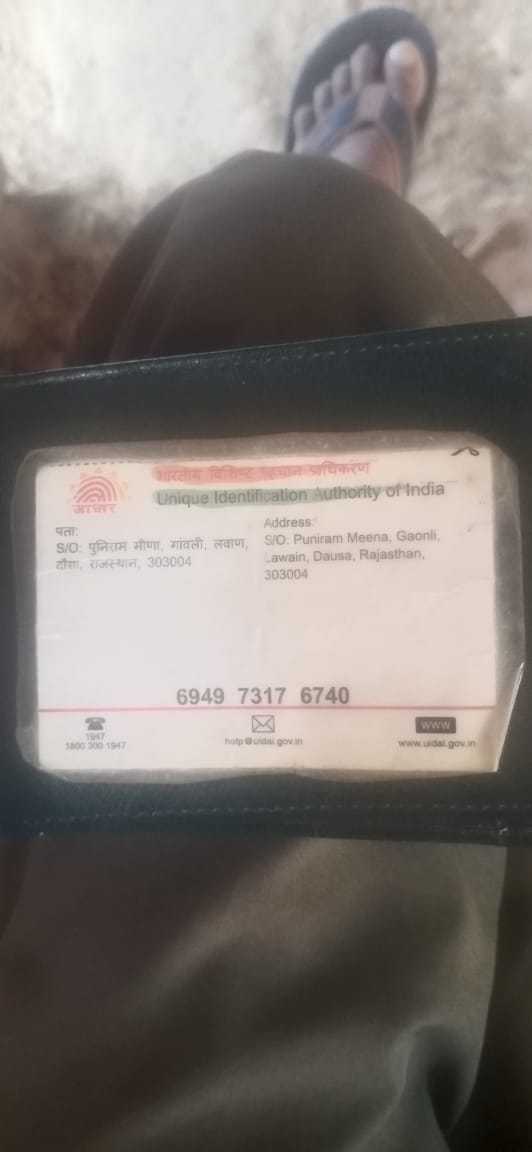 भारतीय विशिष्ट पहचान प्राधिकरण
Unique Identification Authority of India
आधार
पता:
S/O: पुनिराम मीणा, गांवली, लवाण,
दौसा, राजस्थान, 303004
Address:
S/O: Puniram Meena, Gaonli,
Lawain, Dausa, Rajasthan,
303004
6949 7317 6740
1947
1800 300 1947
help@uidai.gov.in
WWW
www.uidai.gov.in